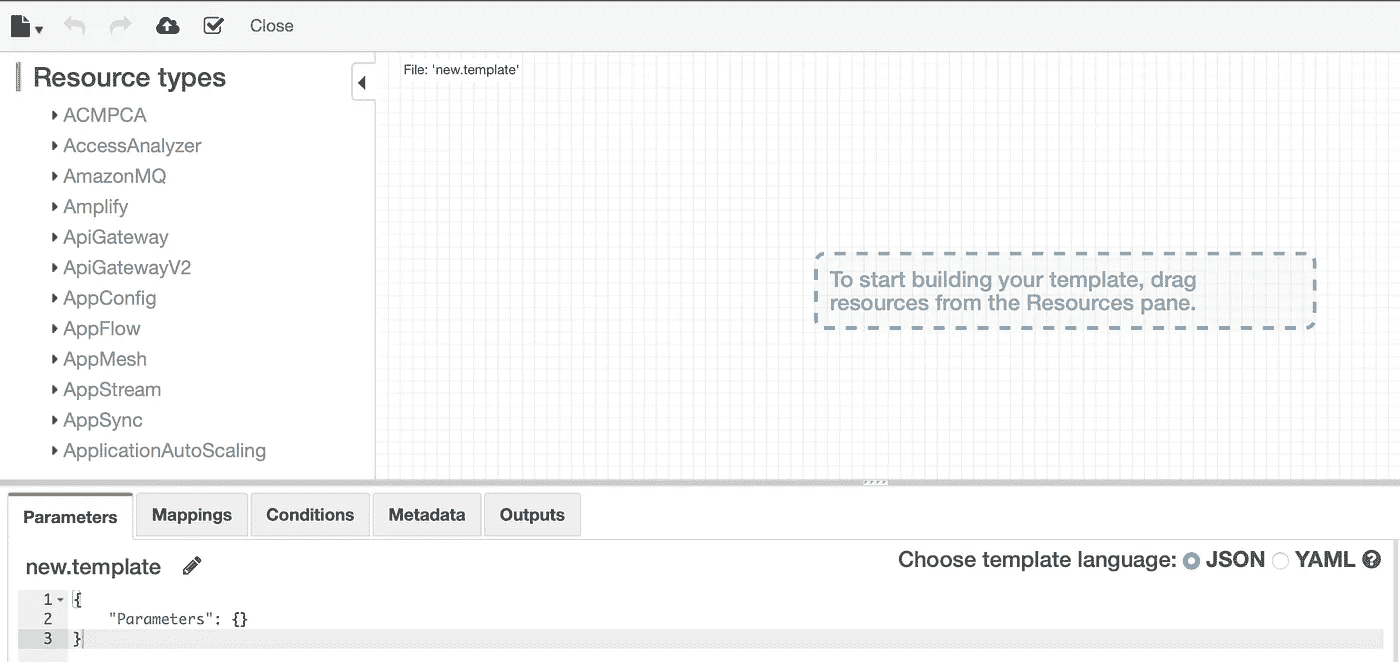 Close
Resource types
ACMPCA
AccessAnalyzer
AmazonMQ
Amplify
ApiGateway
ApiGatewayV2
AppConfig
AppFlow
AppMesh
AppStream
AppSync
ApplicationAutoScaling
File: 'new.template'
To start building your template, drag
resources from the Resources pane.
Parameters Mappings Conditions Metadata Outputs
new.template
Choose template language: JSON YAML ?
1 {
2 "Parameters": {}
3 }